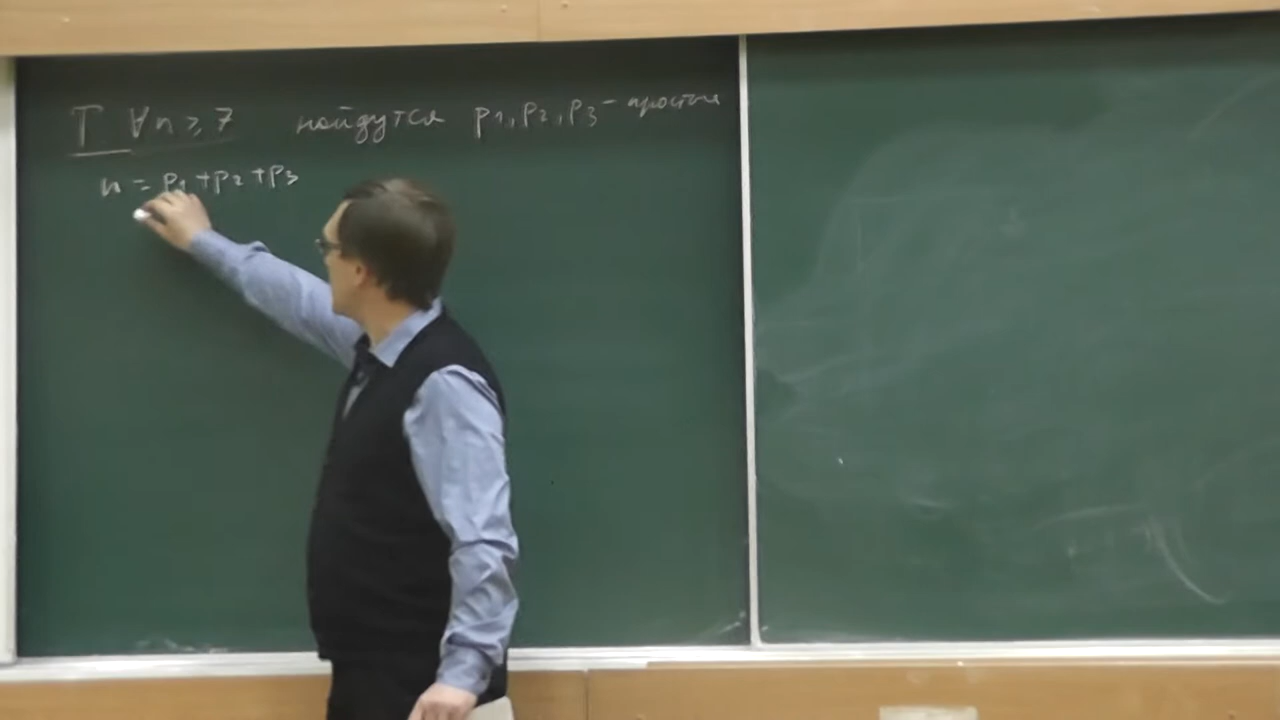 T ∀n ≥ 7 найдутся p1, p2, p3 - простые
n = p1 + p2 + p3